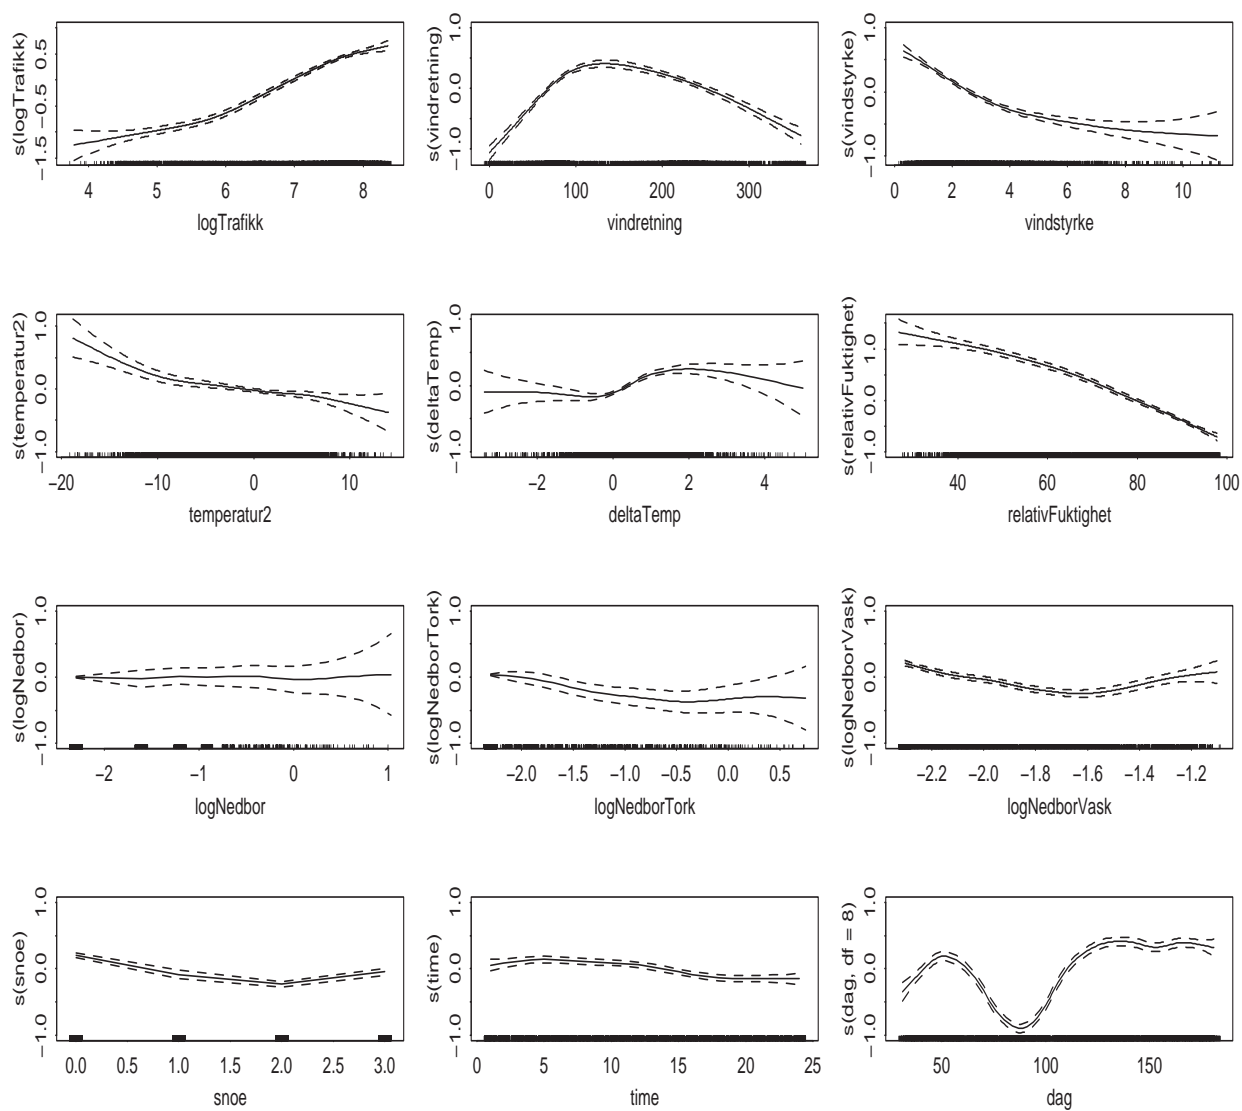 s(logTrafikk)
−1.5 −0.5 0.5
4 5 6 7 8
logTrafikk
s(vindretning)
−1.0 0.0 1.0
0 100 200 300
vindretning
s(vindstyrke)
−1.0 0.0 1.0
0 2 4 6 8 10
vindstyrke
s(temperatur2)
−1.0 0.0 1.0
−20 −10 0 10
temperatur2
s(deltaTemp)
−1.0 0.0 1.0
−2 0 2 4
deltaTemp
s(relativFuktighet)
−1.0 0.0 1.0
40 60 80 100
relativFuktighet
s(logNedbor)
−1.0 0.0 1.0
−2 −1 0 1
logNedbor
s(logNedborTork)
−1.0 0.0 1.0
−2.0 −1.5 −1.0 −0.5 0.0 0.5
logNedborTork
s(logNedborVask)
−1.0 0.0 1.0
−2.2 −2.0 −1.8 −1.6 −1.4 −1.2
logNedborVask
s(snoe)
−1.0 0.0 1.0
0.0 0.5 1.0 1.5 2.0 2.5 3.0
snoe
s(time)
−1.0 0.0 1.0
0 5 10 15 20 25
time
s(dag, df = 8)
−1.0 0.0 1.0
50 100 150
dag